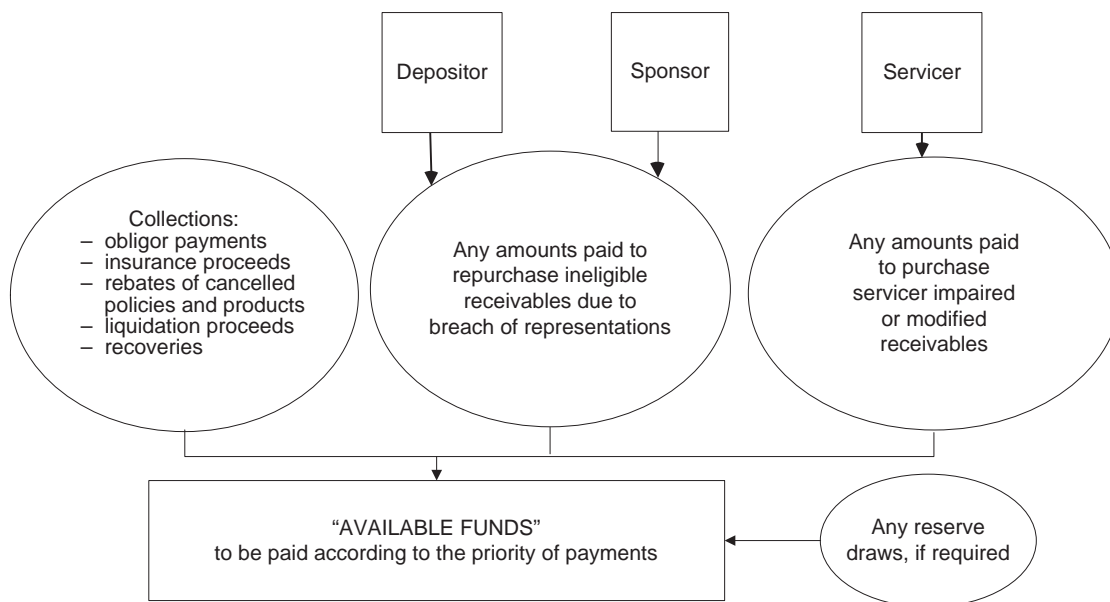 Depositor
Sponsor
Servicer
Collections:
– obligor payments
– insurance proceeds
– rebates of cancelled
policies and products
– liquidation proceeds
– recoveries
Any amounts paid to
repurchase ineligible
receivables due to
breach of representations
Any amounts paid
to purchase
servicer impaired
or modified
receivables
“AVAILABLE FUNDS”
to be paid according to the priority of payments
Any reserve
draws, if required